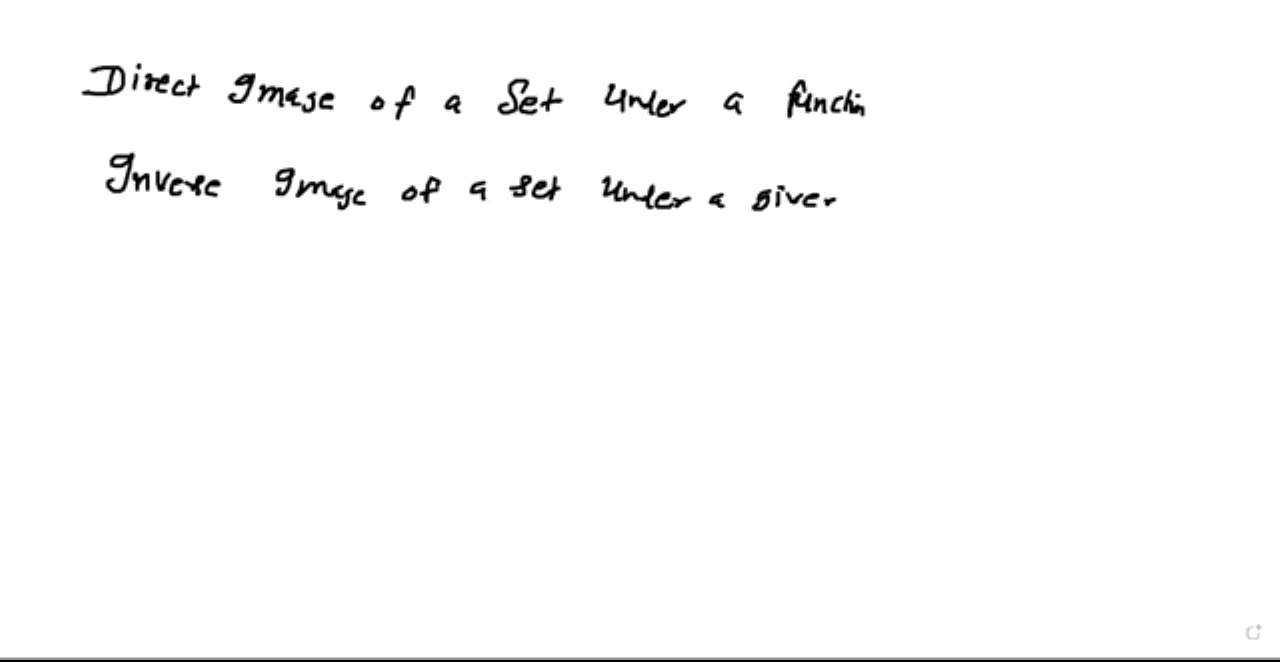 Direct Image of a Set Under a function
Inverse Image of a set Under a given